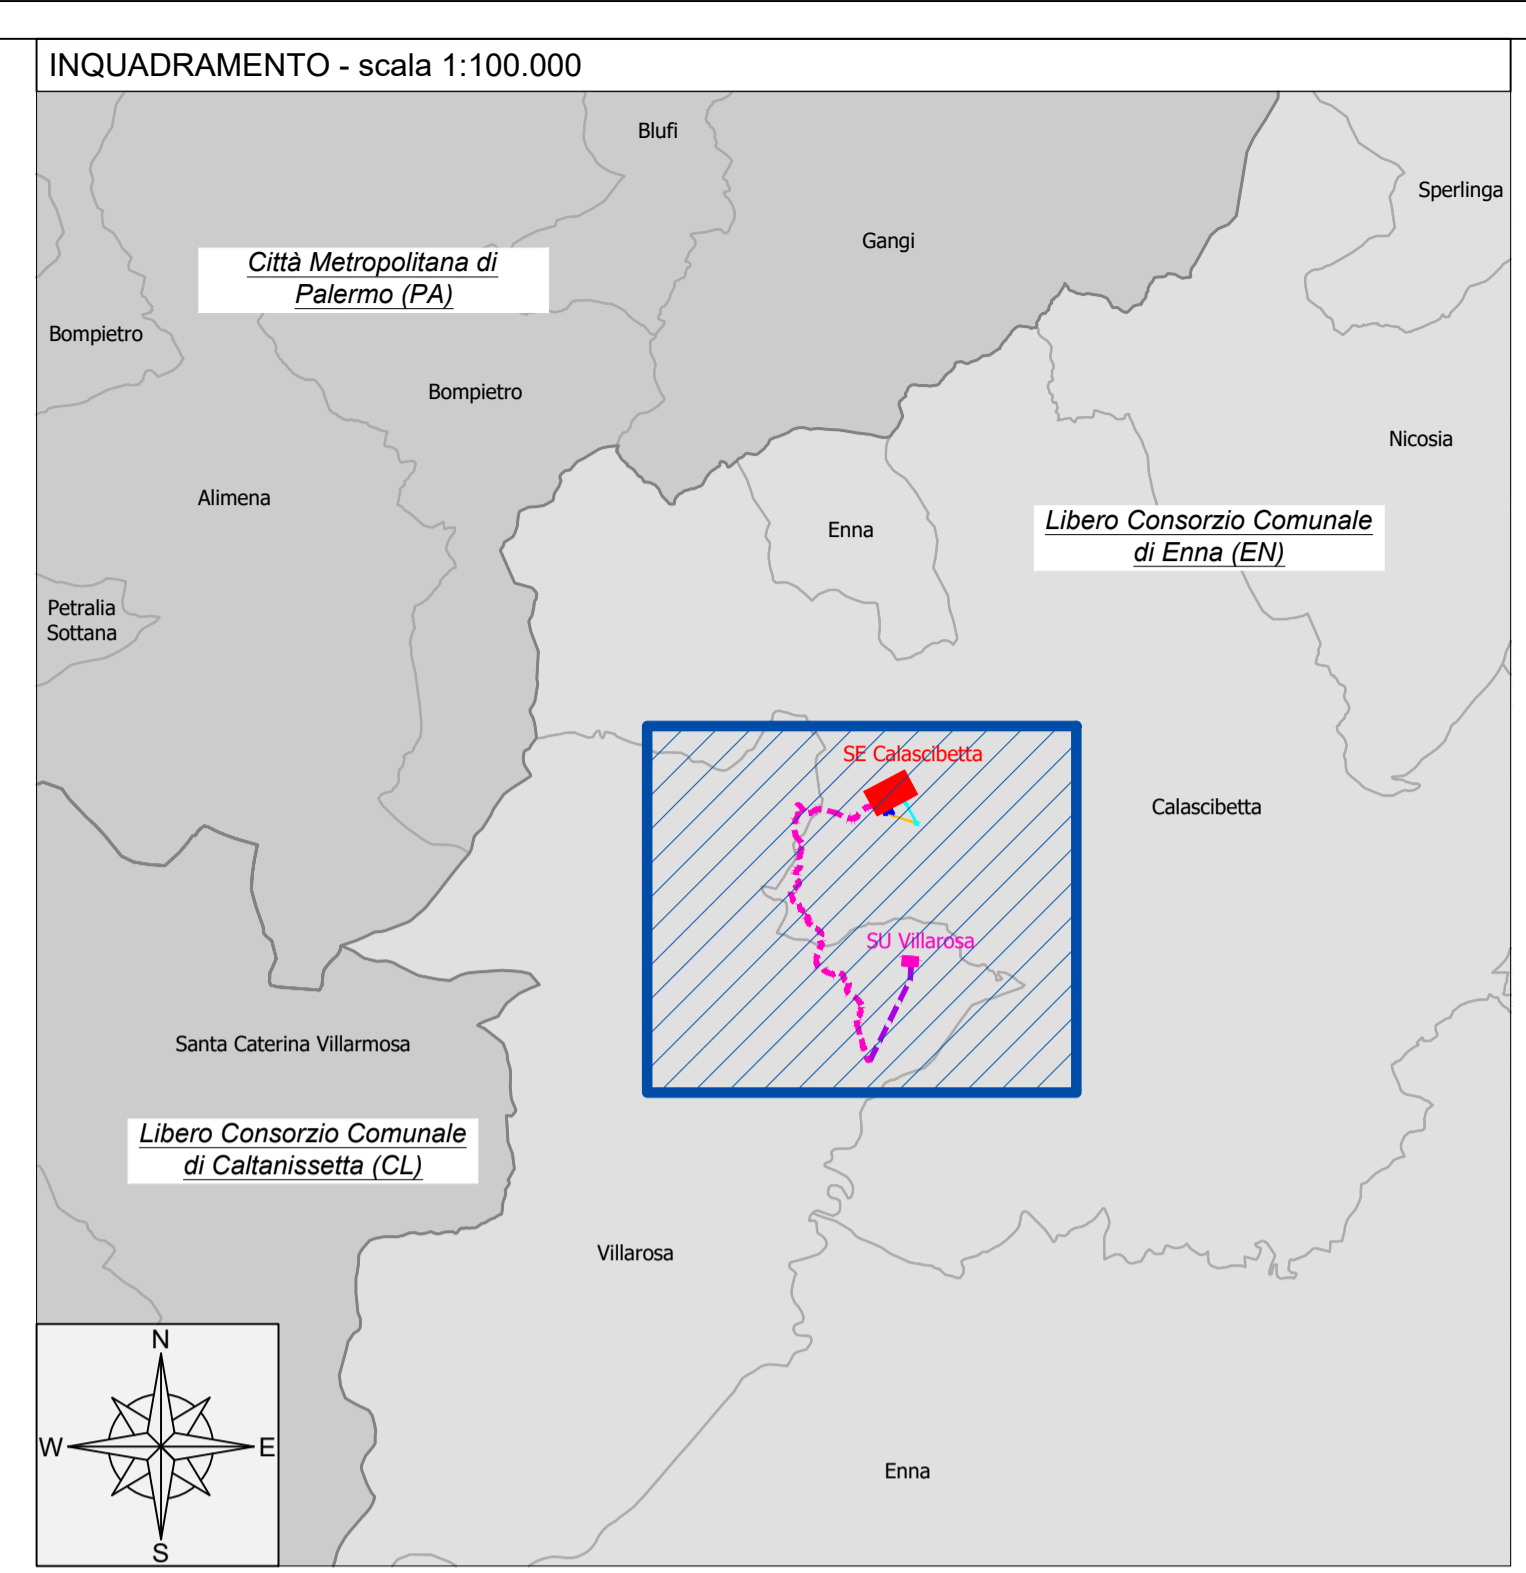 INQUADRAMENTO - scala 1:100.000
Blufi
Sperlinga
Gangi
Città Metropolitana di
Palermo (PA)
Bompietro
Bompietro
Nicosia
Alimena
Libero Consorzio Comunale
di Enna (EN)
Enna
Petralia
Sottana
SE Calascibetta
Calascibetta
SU Villarosa
Santa Caterina Villarmosa
Libero Consorzio Comunale
di Caltanissetta (CL)
Villarosa
N
W
E
S
Enna